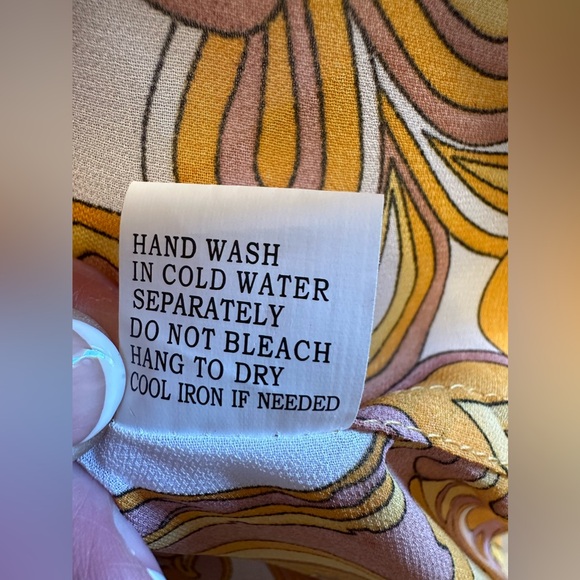 HAND WASH
IN COLD WATER
SEPARATELY
DO NOT BLEACH
HANG TO DRY
COOL IRON IF NEEDED